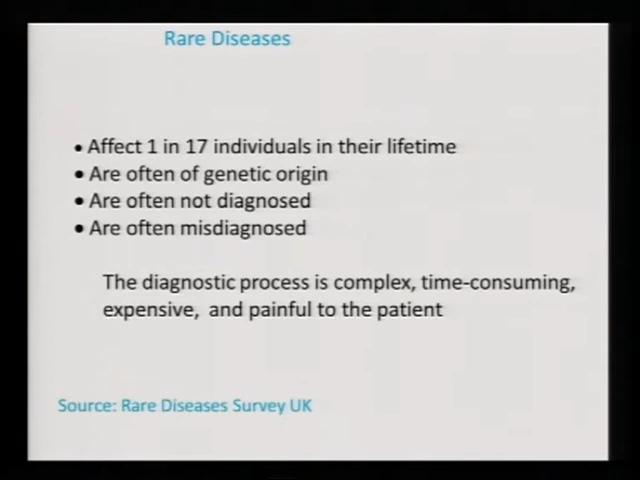 Rare Diseases
• Affect 1 in 17 individuals in their lifetime
• Are often of genetic origin
• Are often not diagnosed
• Are often misdiagnosed
The diagnostic process is complex, time-consuming,
expensive, and painful to the patient
Source: Rare Diseases Survey UK